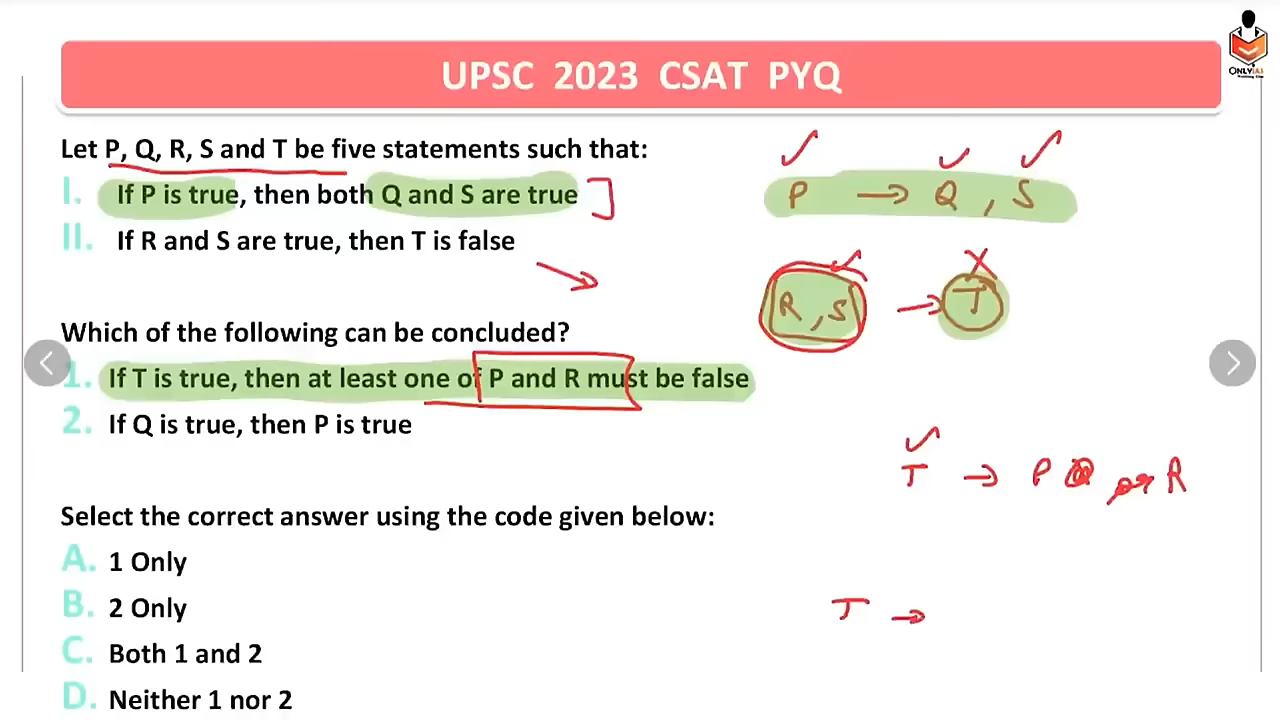 ONLYIAS
UPSC 2023 CSAT PYQ
Let P, Q, R, S and T be five statements such that:
I. If P is true, then both Q and S are true
II. If R and S are true, then T is false
P → Q , S
R , S → T
Which of the following can be concluded?
1. If T is true, then at least one of P and R must be false
2. If Q is true, then P is true
T → P or R
Select the correct answer using the code given below:
A. 1 Only
B. 2 Only
T →
C. Both 1 and 2
D. Neither 1 nor 2